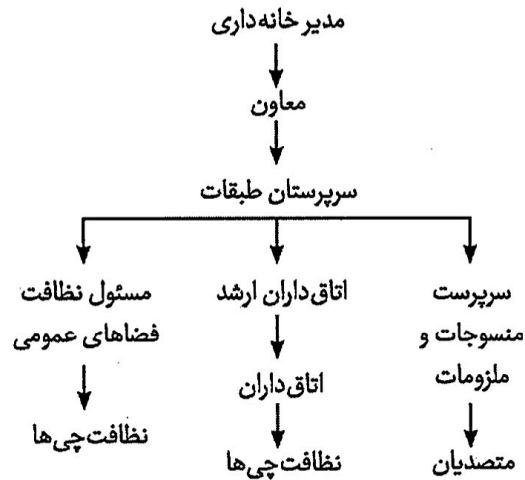 مدیر خانه‌داری
معاون
سرپرستان طبقات
سرپرست
منسوجات و
ملزومات
متصدیان
اتاق‌داران ارشد
اتاق‌داران
نظافت‌چی‌ها
مسئول نظافت
فضاهای عمومی
نظافت‌چی‌ها